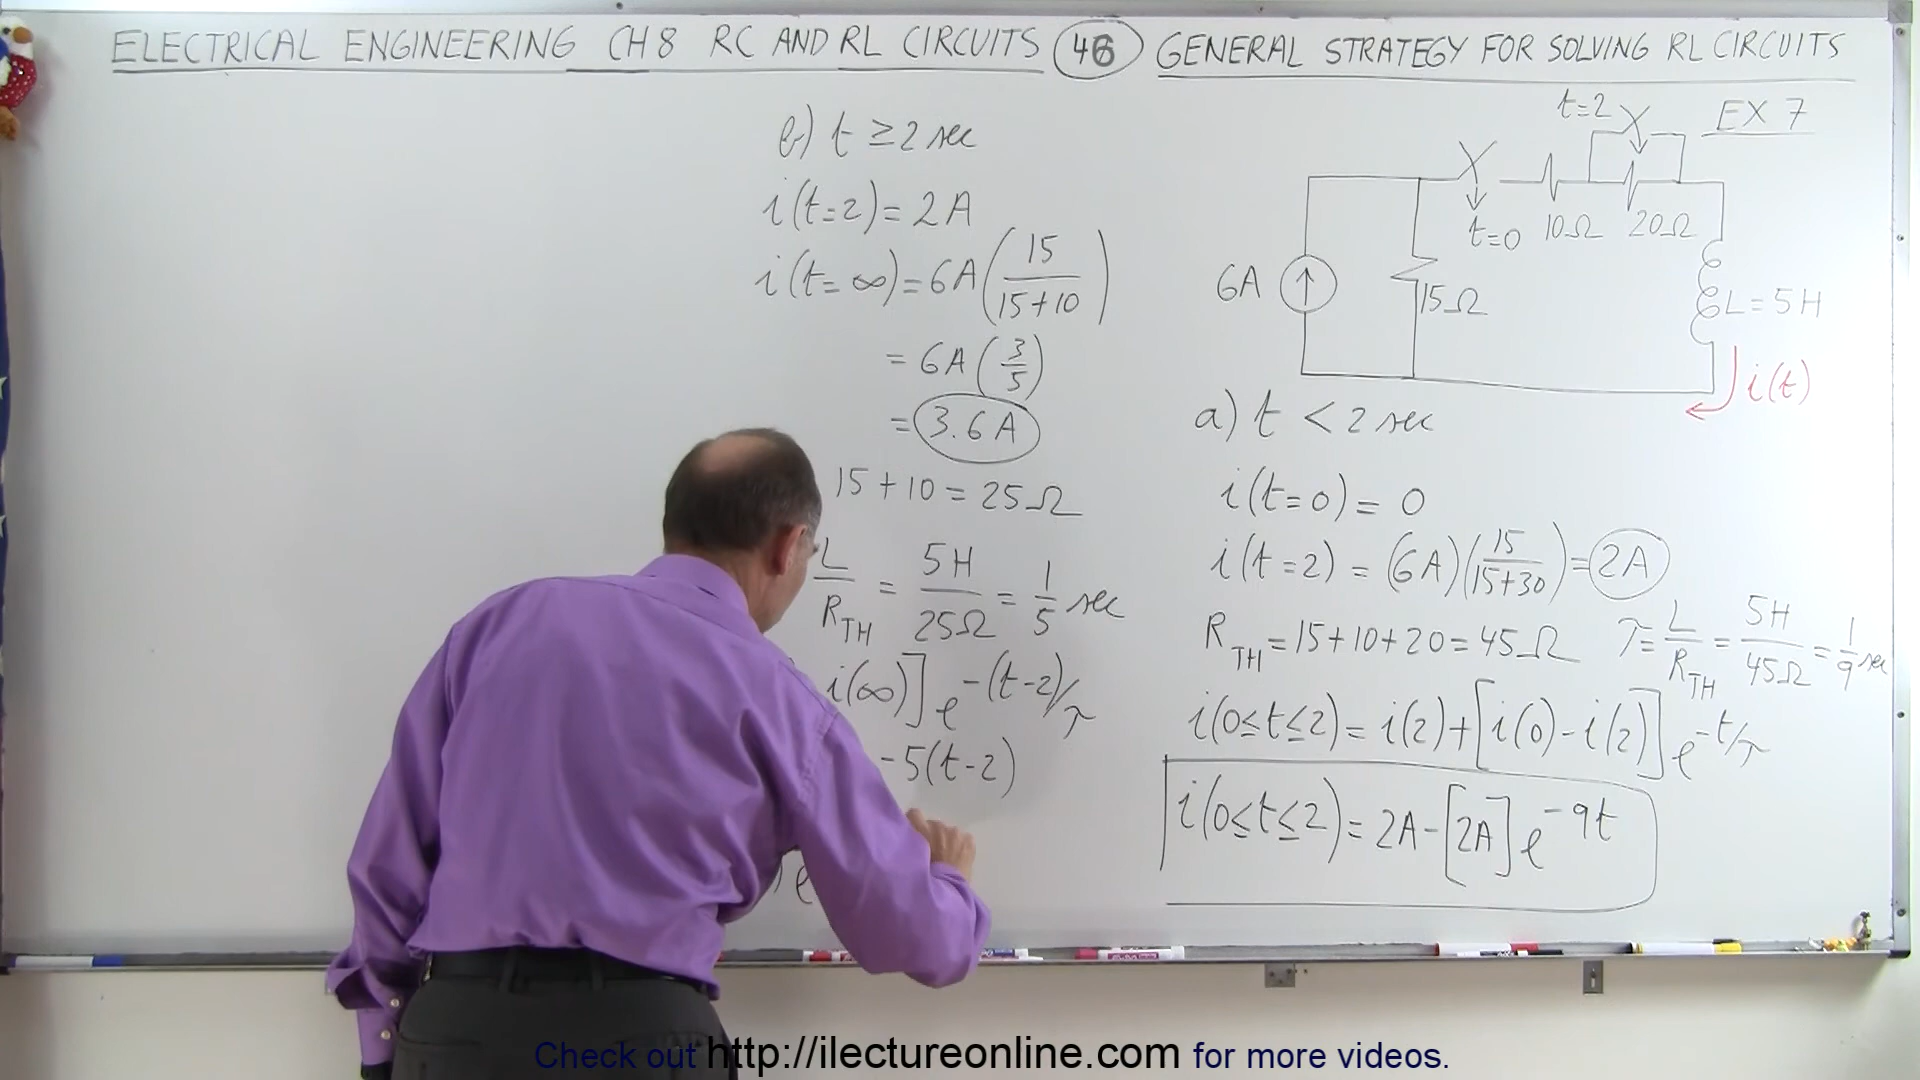 ELECTRICAL ENGINEERING CH 8 RC AND RL CIRCUITS 46 GENERAL STRATEGY FOR SOLVING RL CIRCUITS
b) t ≥ 2 sec
i(t=2) = 2A
i(t=∞) = 6A(15/(15+10))
= 6A(3/5)
= 3.6A
15+10 = 25Ω
L/R_TH = 5H/25Ω = 1/5 sec
i(∞)] e^-(t-2)/τ
-5(t-2)
e
EX 7
t=2
t=0
10Ω
20Ω
6A
15Ω
L=5H
i(t)
a) t < 2 sec
i(t=0) = 0
i(t=2) = (6A)(15/(15+30)) = 2A
R_TH = 15+10+20 = 45Ω τ = L/R_TH = 5H/45Ω = 1/9 sec
i(0≤t≤2) = i(2)+[i(0)-i(2)] e^-t/τ
i(0≤t≤2) = 2A-[2A] e^-9t
Check out http://ilectureonline.com for more videos.